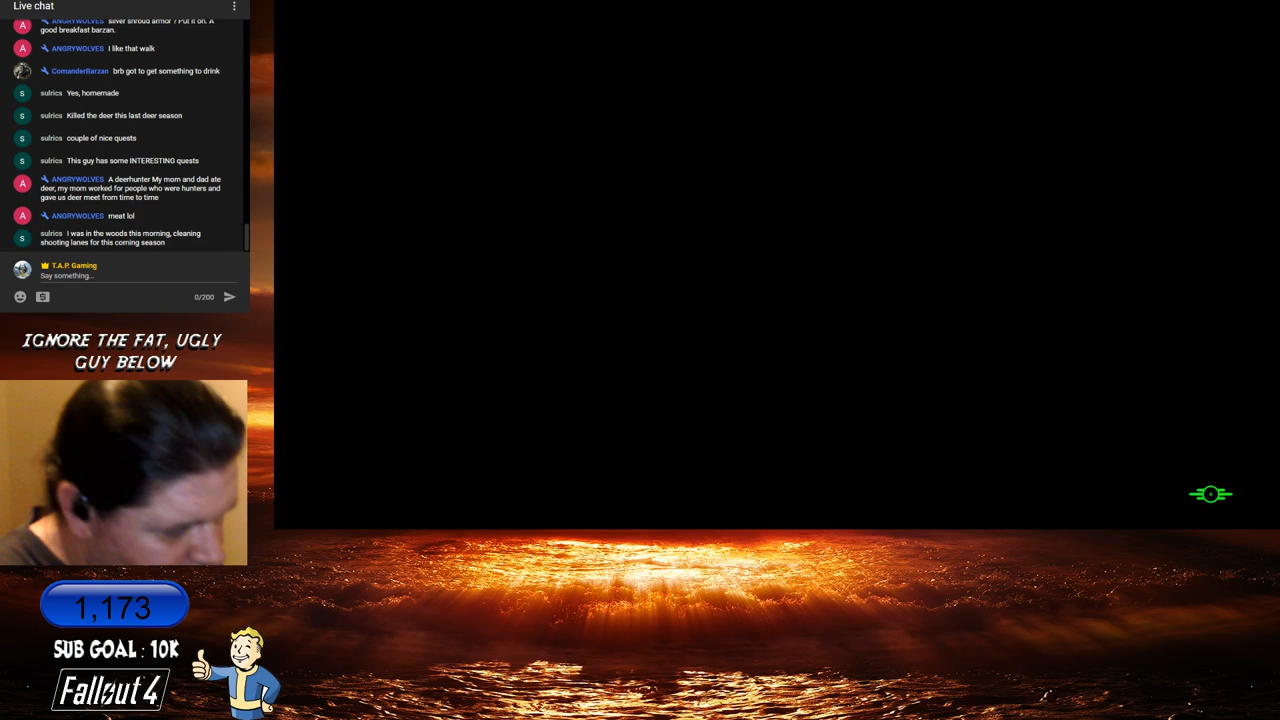 Live chat
ANGRYWOLVES silver shroud armor ? Put it on. A
good breakfast barzan.
A
ANGRYWOLVES I like that walk
A
ComanderBarzan brb got to get something to drink
s
sulrics Yes, homemade
s
sulrics Killed the deer this last deer season
s
sulrics couple of nice quests
s
sulrics This guy has some INTERESTING quests
s
ANGRYWOLVES A deerhunter My mom and dad ate
A
deer, my mom worked for people who were hunters and
gave us deer meet from time to time
A
ANGRYWOLVES meat lol
sulrics I was in the woods this morning, cleaning
s
shooting lanes for this coming season
T.A.P. Gaming
Say something...
0/200
IGNORE THE FAT, UGLY
GUY BELOW
1,173
SUB GOAL : 10K
Fallout 4